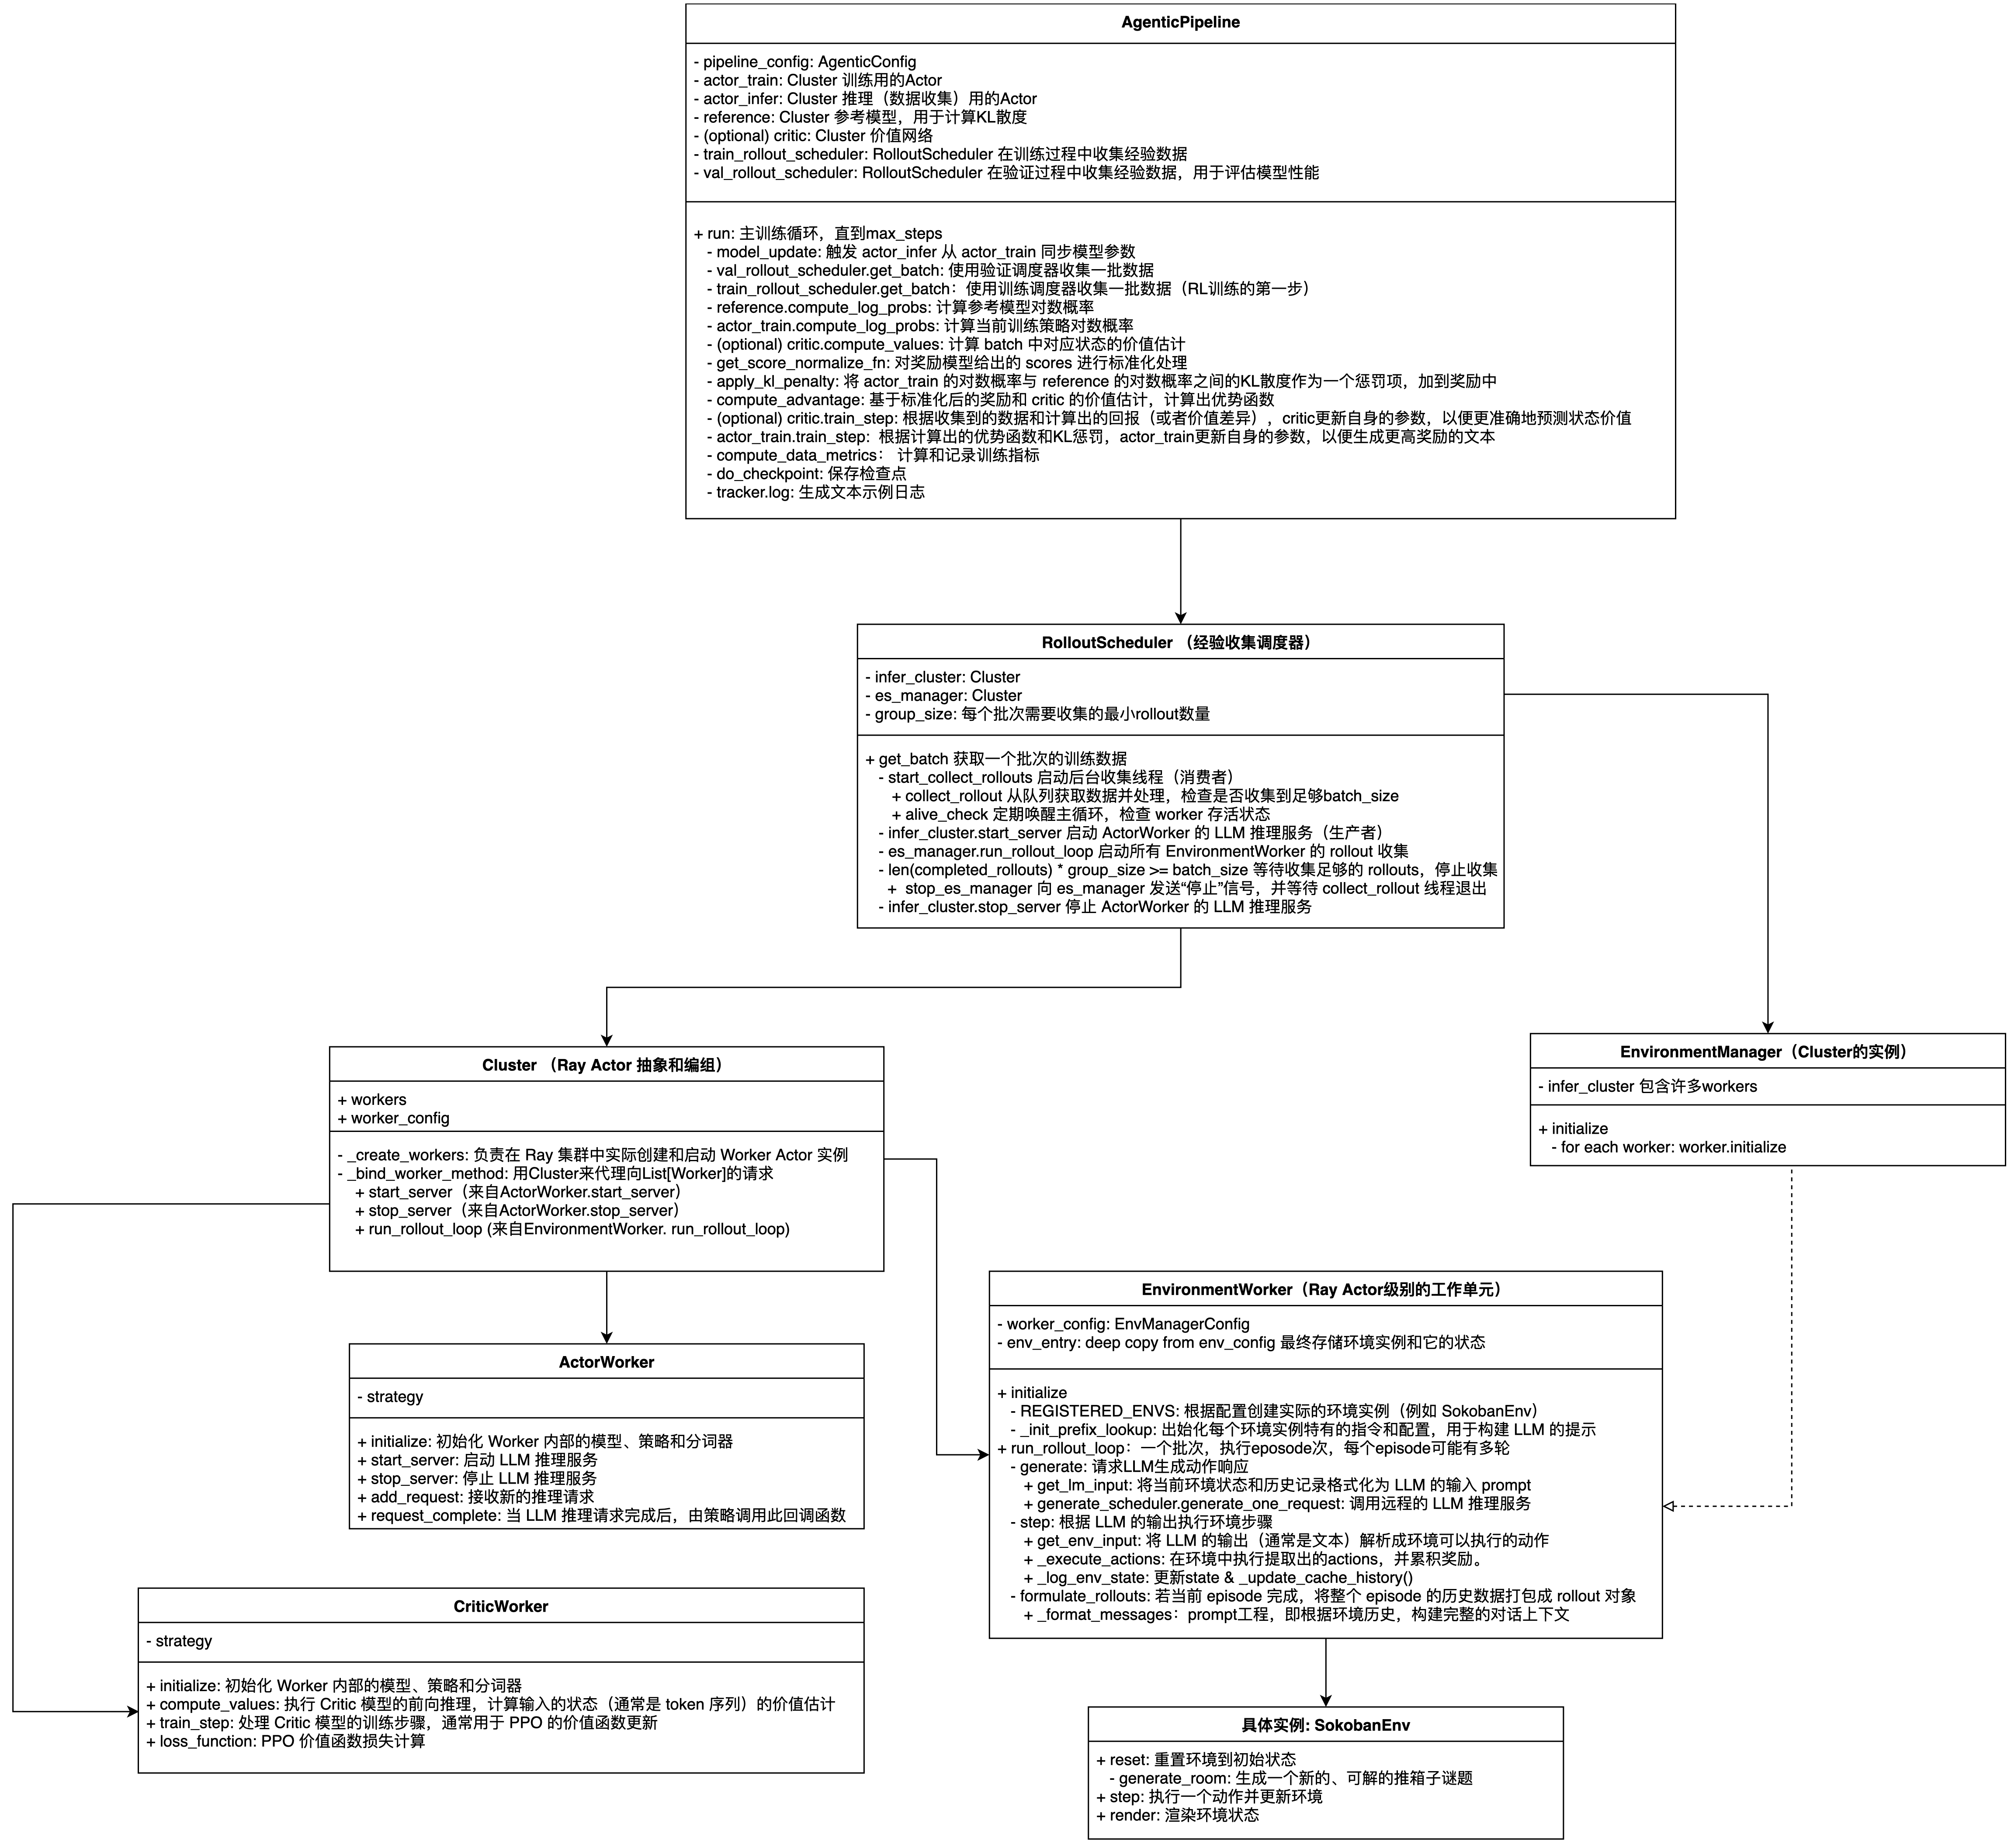 AgenticPipeline
- pipeline_config: AgenticConfig
- actor_train: Cluster 训练用的Actor
- actor_infer: Cluster 推理（数据收集）用的Actor
- reference: Cluster 参考模型，用于计算KL散度
- (optional) critic: Cluster 价值网络
- train_rollout_scheduler: RolloutScheduler 在训练过程中收集经验数据
- val_rollout_scheduler: RolloutScheduler 在验证过程中收集经验数据，用于评估模型性能
+ run: 主训练循环，直到max_steps
- model_update: 触发 actor_infer 从 actor_train 同步模型参数
- val_rollout_scheduler.get_batch: 使用验证调度器收集一批数据
- train_rollout_scheduler.get_batch：使用训练调度器收集一批数据（RL训练的第一步）
- reference.compute_log_probs: 计算参考模型对数概率
- actor_train.compute_log_probs: 计算当前训练策略对数概率
- (optional) critic.compute_values: 计算 batch 中对应状态的价值估计
- get_score_normalize_fn: 对奖励模型给出的 scores 进行标准化处理
- apply_kl_penalty: 将 actor_train 的对数概率与 reference 的对数概率之间的KL散度作为一个惩罚项，加到奖励中
- compute_advantage: 基于标准化后的奖励和 critic 的价值估计，计算出优势函数
- (optional) critic.train_step: 根据收集到的数据和计算出的回报（或者价值差异）, critic更新自身的参数，以便更准确地预测状态价值
- actor_train.train_step: 根据计算出的优势函数和KL惩罚，actor_train更新自身的参数，以便生成更高奖励的文本
- compute_data_metrics： 计算和记录训练指标
- do_checkpoint: 保存检查点
- tracker.log: 生成文本示例日志
RolloutScheduler （经验收集调度器）
- infer_cluster: Cluster
- es_manager: Cluster
- group_size: 每个批次需要收集的最小rollout数量
+ get_batch 获取一个批次的训练数据
- start_collect_rollouts 启动后台收集线程（消费者）
+ collect_rollout 从队列获取数据并处理，检查是否收集到足够batch_size
+ alive_check 定期唤醒主循环，检查 worker 存活状态
- infer_cluster.start_server 启动 ActorWorker 的 LLM 推理服务（生产者）
- es_manager.run_rollout_loop 启动所有 EnvironmentWorker 的 rollout 收集
- len(completed_rollouts) * group_size >= batch_size 等待收集足够的 rollouts，停止收集
+ stop_es_manager 向 es_manager 发送“停止”信号，并等待 collect_rollout 线程退出
- infer_cluster.stop_server 停止 ActorWorker 的 LLM 推理服务
Cluster （Ray Actor 抽象和编组）
+ workers
+ worker_config
- _create_workers: 负责在 Ray 集群中实际创建和启动 Worker Actor 实例
- _bind_worker_method: 用Cluster来代理向List[Worker]的请求
+ start_server（来自ActorWorker.start_server）
+ stop_server（来自ActorWorker.stop_server）
+ run_rollout_loop (来自EnvironmentWorker. run_rollout_loop)
EnvironmentManager（Cluster的实例）
- infer_cluster 包含许多workers
+ initialize
- for each worker: worker.initialize
ActorWorker
- strategy
+ initialize: 初始化 Worker 内部的模型、策略和分词器
+ start_server: 启动 LLM 推理服务
+ stop_server: 停止 LLM 推理服务
+ add_request: 接收新的推理请求
+ request_complete: 当 LLM 推理请求完成后，由策略调用此回调函数
EnvironmentWorker（Ray Actor级别的工作单元）
- worker_config: EnvManagerConfig
- env_entry: deep copy from env_config 最终存储环境实例和它的状态
+ initialize
- REGISTERED_ENVS: 根据配置创建实际的环境实例（例如 SokobanEnv）
- _init_prefix_lookup: 出始化每个环境实例特有的指令和配置，用于构建 LLM 的提示
+ run_rollout_loop：一个批次，执行eposode次，每个episode可能有多轮
- generate: 请求LLM生成动作响应
+ get_lm_input: 将当前环境状态和历史记录格式化为 LLM 的输入 prompt
+ generate_scheduler.generate_one_request: 调用远程的 LLM 推理服务
- step: 根据 LLM 的输出执行环境步骤
+ get_env_input: 将 LLM 的输出（通常是文本）解析成环境可以执行的动作
+ _execute_actions: 在环境中执行提取出的actions，并累积奖励。
+ _log_env_state: 更新state & _update_cache_history()
- formulate_rollouts: 若当前 episode 完成，将整个 episode 的历史数据打包成 rollout 对象
+ _format_messages：prompt工程，即根据环境历史，构建完整的对话上下文
CriticWorker
- strategy
+ initialize: 初始化 Worker 内部的模型、策略和分词器
+ compute_values: 执行 Critic 模型的前向推理，计算输入的状态（通常是 token 序列）的价值估计
+ train_step: 处理 Critic 模型的训练步骤，通常用于 PPO 的价值函数更新
+ loss_function: PPO 价值函数损失计算
具体实例: SokobanEnv
+ reset: 重置环境到初始状态
- generate_room: 生成一个新的、可解的推箱子谜题
+ step: 执行一个动作并更新环境
+ render: 渲染环境状态